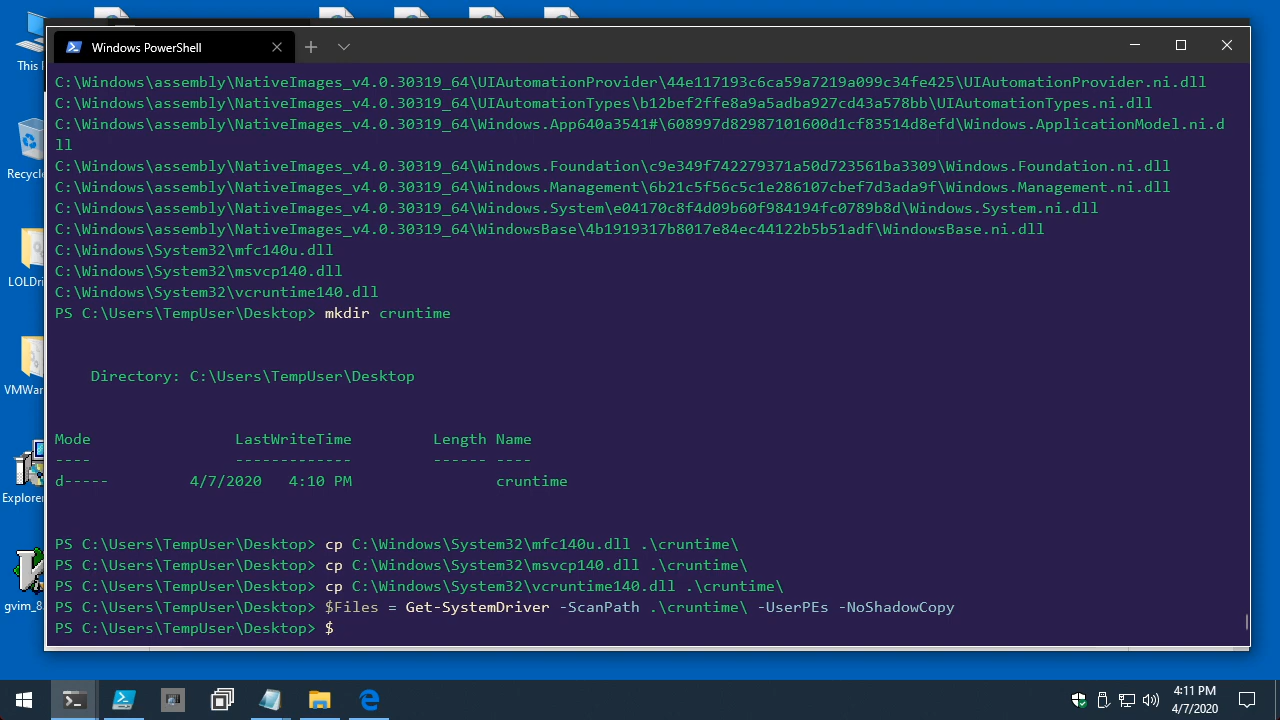 Windows PowerShell
C:\Windows\assembly\NativeImages_v4.0.30319_64\UIAutomationProvider\44e117193c6ca59a7219a099c34fe425\UIAutomationProvider.ni.dll
C:\Windows\assembly\NativeImages_v4.0.30319_64\UIAutomationTypes\b12bef2ffe8a9a5adba927cd43a578bb\UIAutomationTypes.ni.dll
C:\Windows\assembly\NativeImages_v4.0.30319_64\Windows.App640a3541#\608997d82987101600d1cf83514d8efd\Windows.ApplicationModel.ni.d
ll
C:\Windows\assembly\NativeImages_v4.0.30319_64\Windows.Foundation\c9e349f742279371a50d723561ba3309\Windows.Foundation.ni.dll
C:\Windows\assembly\NativeImages_v4.0.30319_64\Windows.Management\6b21c5f56c5c1e286107cbef7d3ada9f\Windows.Management.ni.dll
C:\Windows\assembly\NativeImages_v4.0.30319_64\Windows.System\e04170c8f4d09b60f984194fc0789b8d\Windows.System.ni.dll
C:\Windows\assembly\NativeImages_v4.0.30319_64\WindowsBase\4b1919317b8017e84ec44122b5b51adf\WindowsBase.ni.dll
C:\Windows\System32\mfc140u.dll
C:\Windows\System32\msvcp140.dll
C:\Windows\System32\vcruntime140.dll
PS C:\Users\TempUser\Desktop> mkdir cruntime
Directory: C:\Users\TempUser\Desktop
Mode LastWriteTime Length Name
---- ------------- ------ ----
d----- 4/7/2020 4:10 PM cruntime
PS C:\Users\TempUser\Desktop> cp C:\Windows\System32\mfc140u.dll .\cruntime\
PS C:\Users\TempUser\Desktop> cp C:\Windows\System32\msvcp140.dll .\cruntime\
PS C:\Users\TempUser\Desktop> cp C:\Windows\System32\vcruntime140.dll .\cruntime\
PS C:\Users\TempUser\Desktop> $Files = Get-SystemDriver -ScanPath .\cruntime\ -UserPEs -NoShadowCopy
PS C:\Users\TempUser\Desktop> $
This
Recycle
LOLDri
VMWar
Explorer
gvim_8
4:11 PM
4/7/2020